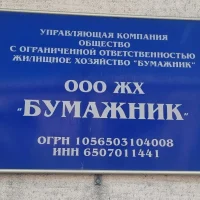 УПРАВЛЯЮЩАЯ КОМПАНИЯ
ОБЩЕСТВО
С ОГРАНИЧЕННОЙ ОТВЕТСТВЕННОСТЬЮ
ЖИЛИЩНОЕ ХОЗЯЙСТВО "БУМАЖНИК"
ООО ЖХ
"БУМАЖНИК"
ОГРН 1056503104008
ИНН 6507011441